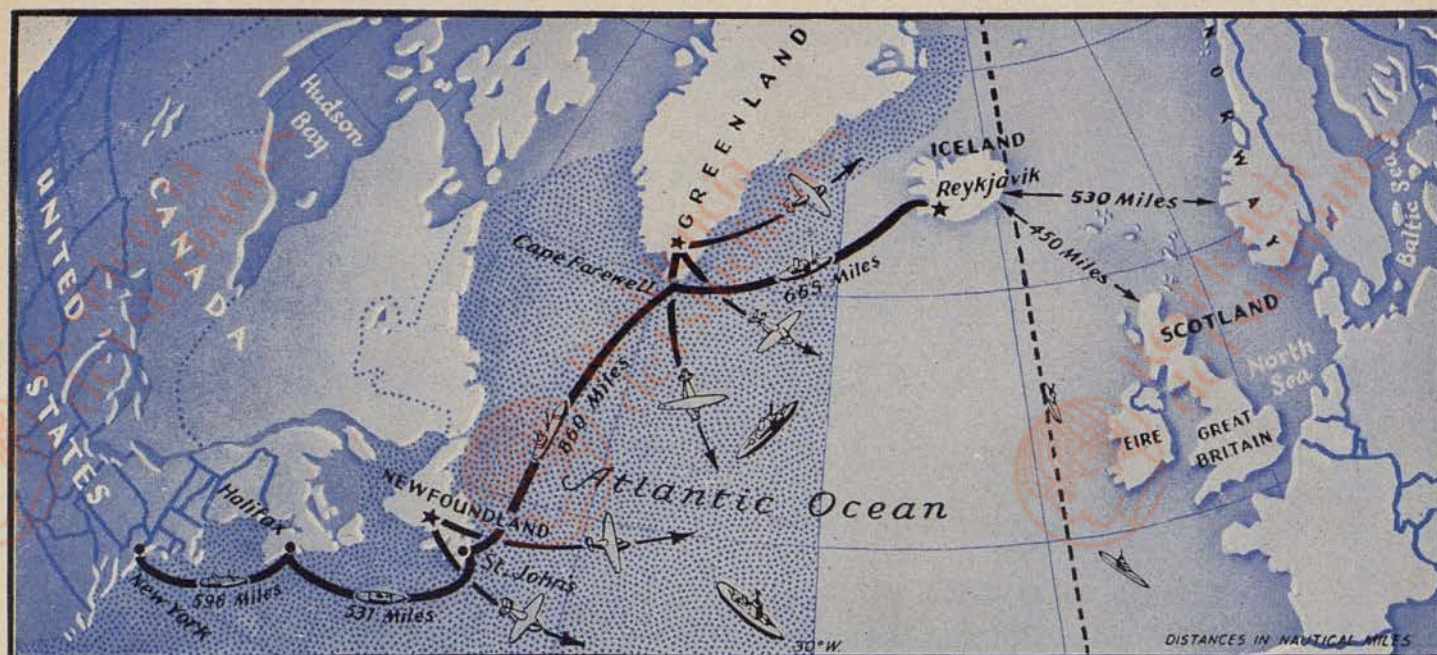 UNITED STATES
CANADA
Hudson
Bay
GREENLAND
Cape Farewell
ICELAND
Reykjavik
NORWAY
Baltic Sea
530 Miles
450 Miles
665 Miles
860 Miles
SCOTLAND
North
Sea
EIRE
GREAT
BRITAIN
Atlantic Ocean
NEWFOUNDLAND
Halifax
St. Johns
New York
596 Miles
531 Miles
30°W.
DISTANCES IN NAUTICAL MILES